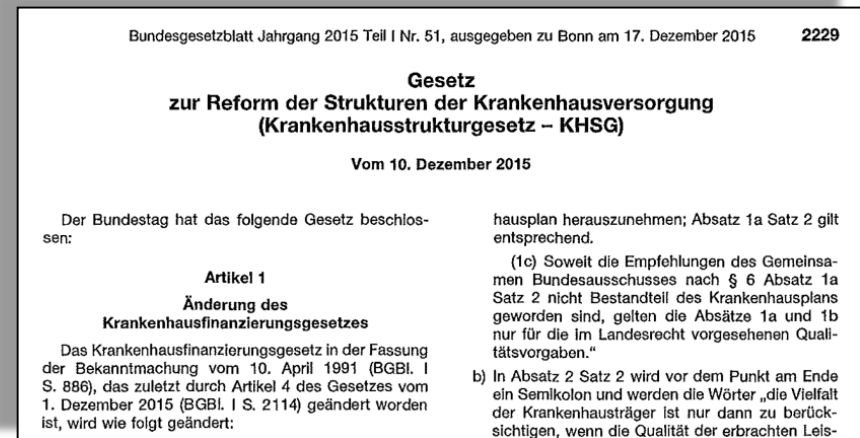 Bundesgesetzblatt Jahrgang 2015 Teil I Nr. 51, ausgegeben zu Bonn am 17. Dezember 2015 2229
Gesetz
zur Reform der Strukturen der Krankenhausversorgung
(Krankenhausstrukturgesetz – KHSG)
Vom 10. Dezember 2015
Der Bundestag hat das folgende Gesetz beschlos-
sen:
Artikel 1
Änderung des
Krankenhausfinanzierungsgesetzes
Das Krankenhausfinanzierungsgesetz in der Fassung
der Bekanntmachung vom 10. April 1991 (BGBl. I
S. 886), das zuletzt durch Artikel 4 des Gesetzes vom
1. Dezember 2015 (BGBl. I S. 2114) geändert worden
ist, wird wie folgt geändert:
hausplan herauszunehmen; Absatz 1a Satz 2 gilt
entsprechend.
(1c) Soweit die Empfehlungen des Gemeinsa-
men Bundesausschusses nach § 6 Absatz 1a
Satz 2 nicht Bestandteil des Krankenhausplans
geworden sind, gelten die Absätze 1a und 1b
nur für die im Landesrecht vorgesehenen Quali-
tätsvorgaben.“
b) In Absatz 2 Satz 2 wird vor dem Punkt am Ende
ein Semikolon und werden die Wörter „die Vielfalt
der Krankenhausträger ist nur dann zu berück-
sichtigen, wenn die Qualität der erbrachten Leis-